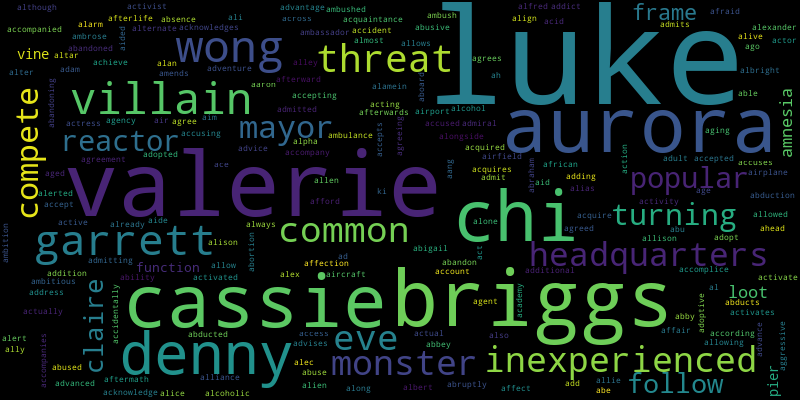 although activist afterlife absence ali advantage ambushed ambush alfred addict afraid alexander
accompanied alarm ambrose acknowledges across acquaintance abusive align acid frame admits actor
abandoned aided alternate ambassador accident almost allows agrees ah alive ago
vine altar wong threat luke albright
alter adam achieve alan amends adventure alley afterward accepting alamein aboard able
abandoning villain aaron admitted acting afterwards airport alcohol aurora aging amnesia
compete actress agency air agree aim alpha accused admiral acquired
reactor accusing mayor ambulance accepts agreeing alongside airfield abraham african action adult accepted accuses
agreement adopted advice accompany aang acquires admit aid adding popular age airplane
aged ace allen ki alias abduction
alerted accept valerie afford chi activity
active already aide always common alone acquire abu turning allowed
ambition garrett alison abortion abigail act agreed allison adopt ahead
addition admitting affection ad abandon headquarters
ambitious function allow alex aircraft account additional accomplice activate
address ability activated agent academy al abducts loot
actually claire accidentally cassiebriggs abby adoptive activates
alert abducted access eve actual also affair according advance aggressive
ally accompanies denny advises abbey inexperienced allowing
abused aftermath alliance alec monster abruptly
advanced abuse alien along albert affect add allie follow pier
acknowledge alice alcoholic abe